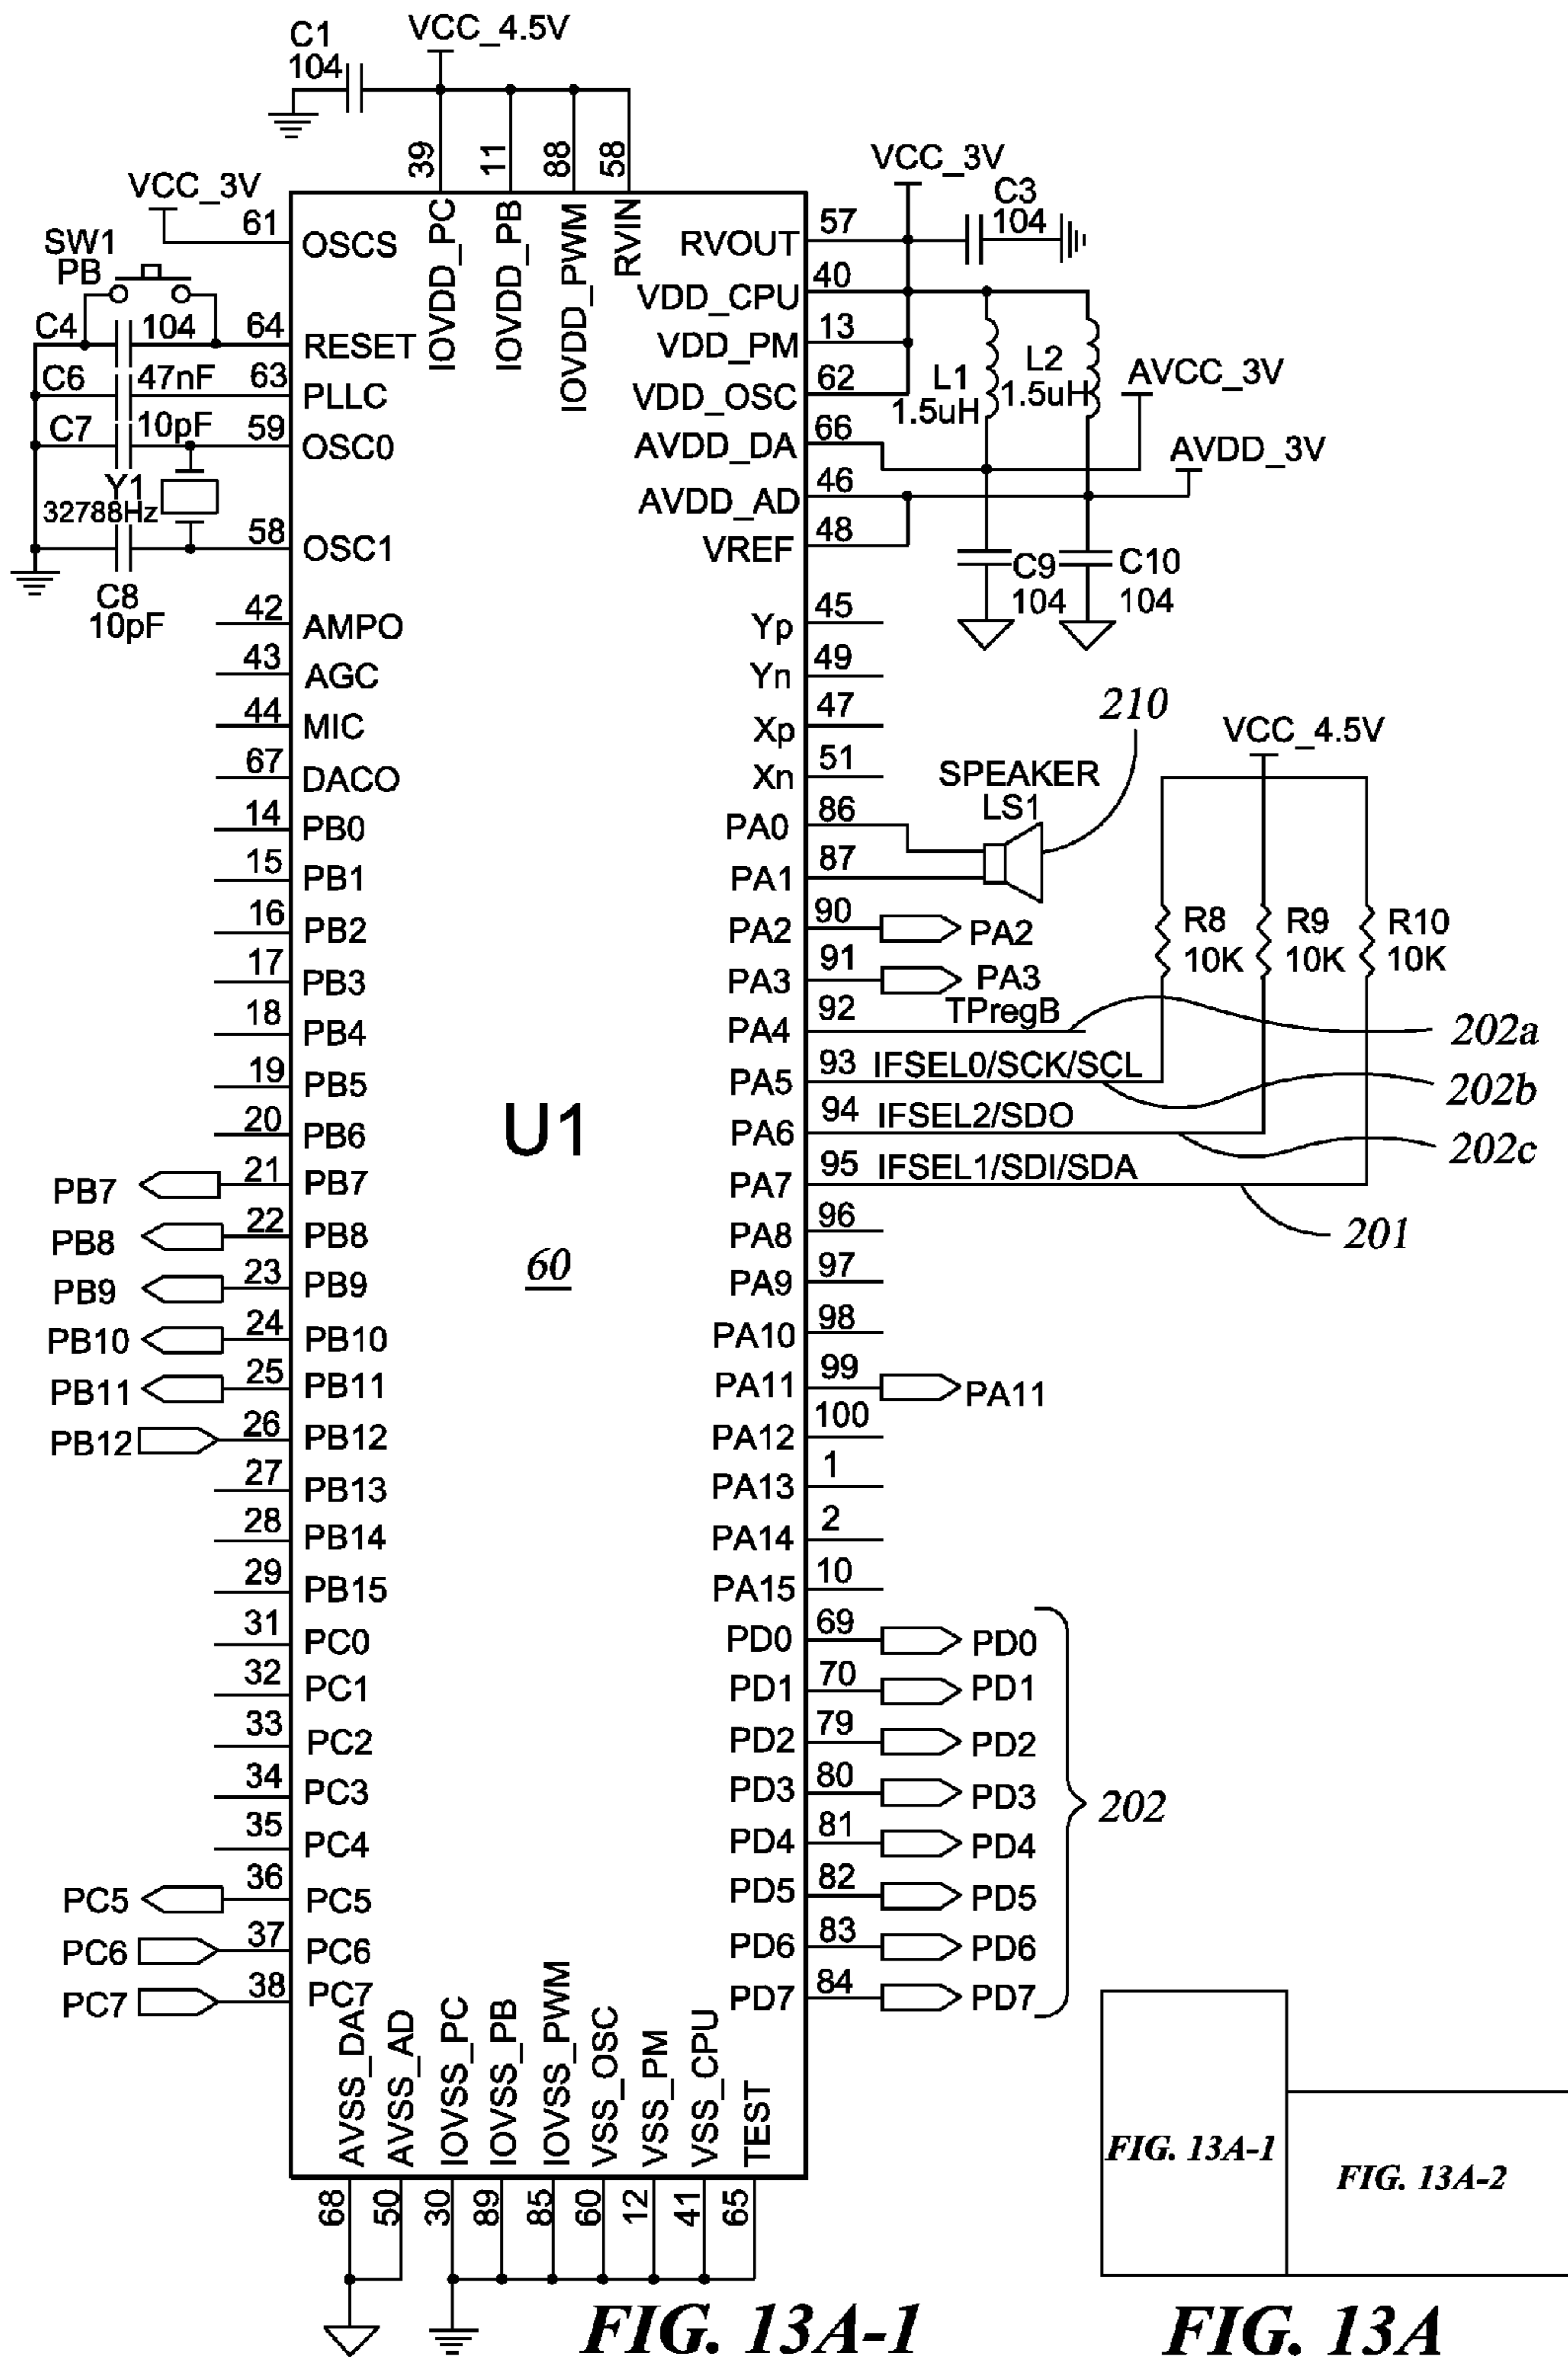 C1
104
VCC_4.5V
39
11
88
58
IOVDD_PC
IOVDD_PB
IOVDD_PWM
RVIN
VCC_3V
61
OSCS
SW1
PB
C4
104
64
RESET
C6
47nF
63
PLLC
C7
10pF
59
OSC0
Y1
32788Hz
58
OSC1
C8
10pF
42
AMPO
43
AGC
44
MIC
67
DACO
14
PB0
15
PB1
16
PB2
17
PB3
18
PB4
19
PB5
20
PB6
PB7
21
PB7
PB8
22
PB8
PB9
23
PB9
PB10
24
PB10
PB11
25
PB11
PB12
26
PB12
27
PB13
28
PB14
29
PB15
31
PC0
32
PC1
33
PC2
34
PC3
35
PC4
PC5
36
PC5
PC6
37
PC6
PC7
38
PC7
U1
60
VCC_3V
C3
104
RVOUT
57
VDD_CPU
40
VDD_PM
13
VDD_OSC
62
L1
1.5uH
L2
1.5uH
AVCC_3V
AVDD_DA
66
AVDD_3V
AVDD_AD
46
VREF
48
C9
104
C10
104
Yp
45
Yn
49
Xp
47
Xn
51
210
SPEAKER
LS1
VCC_4.5V
PA0
86
PA1
87
PA2
90
PA2
PA3
91
PA3
R8
10K
R9
10K
R10
10K
PA4
92
TPregB
202a
PA5
93
IFSEL0/SCK/SCL
202b
PA6
94
IFSEL2/SDO
202c
PA7
95
IFSEL1/SDI/SDA
201
PA8
96
PA9
97
PA10
98
PA11
99
PA11
PA12
100
PA13
1
PA14
2
PA15
10
PD0
69
PD0
PD1
70
PD1
PD2
79
PD2
PD3
80
PD3
202
PD4
81
PD4
PD5
82
PD5
PD6
83
PD6
PD7
84
PD7
AVSS_DA
AVSS_AD
IOVSS_PC
IOVSS_PB
IOVSS_PWM
VSS_OSC
VSS_PM
VSS_CPU
TEST
68
50
30
89
85
60
12
41
65
FIG. 13A-1
FIG. 13A-2
FIG. 13A-1
FIG. 13A